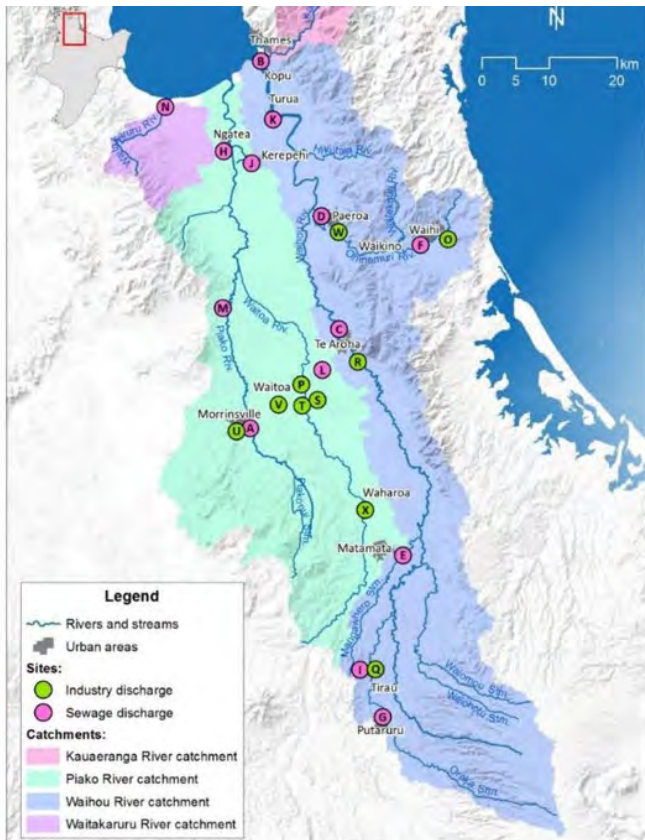 N
0 5 10 20
km
Thames
B
Kopu
Turua
K
N
Ngatea
H
Kerepehi
J
Hikutaia Riv.
D
Paeroa
W
Waihou Riv.
Waikino
Waihi
F
O
Ohinemuri Riv.
M
Waitoa Riv.
Piako Riv.
C
Te Aroha
R
L
Waitoa
P
S
V
T
Morrinsville
U
A
Waharoa
X
Matamata
E
I
Q
Tirau
G
Putaruru
Waiomou Stm.
Oraka Stm.
Legend
Rivers and streams
Urban areas
Sites:
Industry discharge
Sewage discharge
Catchments:
Kauaeranga River catchment
Piako River catchment
Waihou River catchment
Waitakaruru River catchment